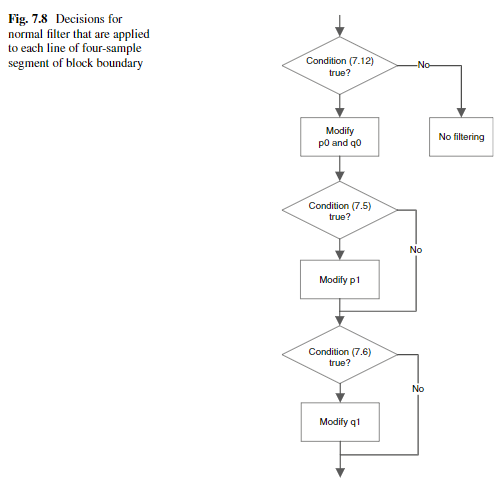 Fig. 7.8 Decisions for
normal filter that are applied
to each line of four-sample
segment of block boundary
Condition (7.12)
true?
No
Modify
p0 and q0
No filtering
Condition (7.5)
true?
No
Modify p1
Condition (7.6)
true?
No
Modify q1